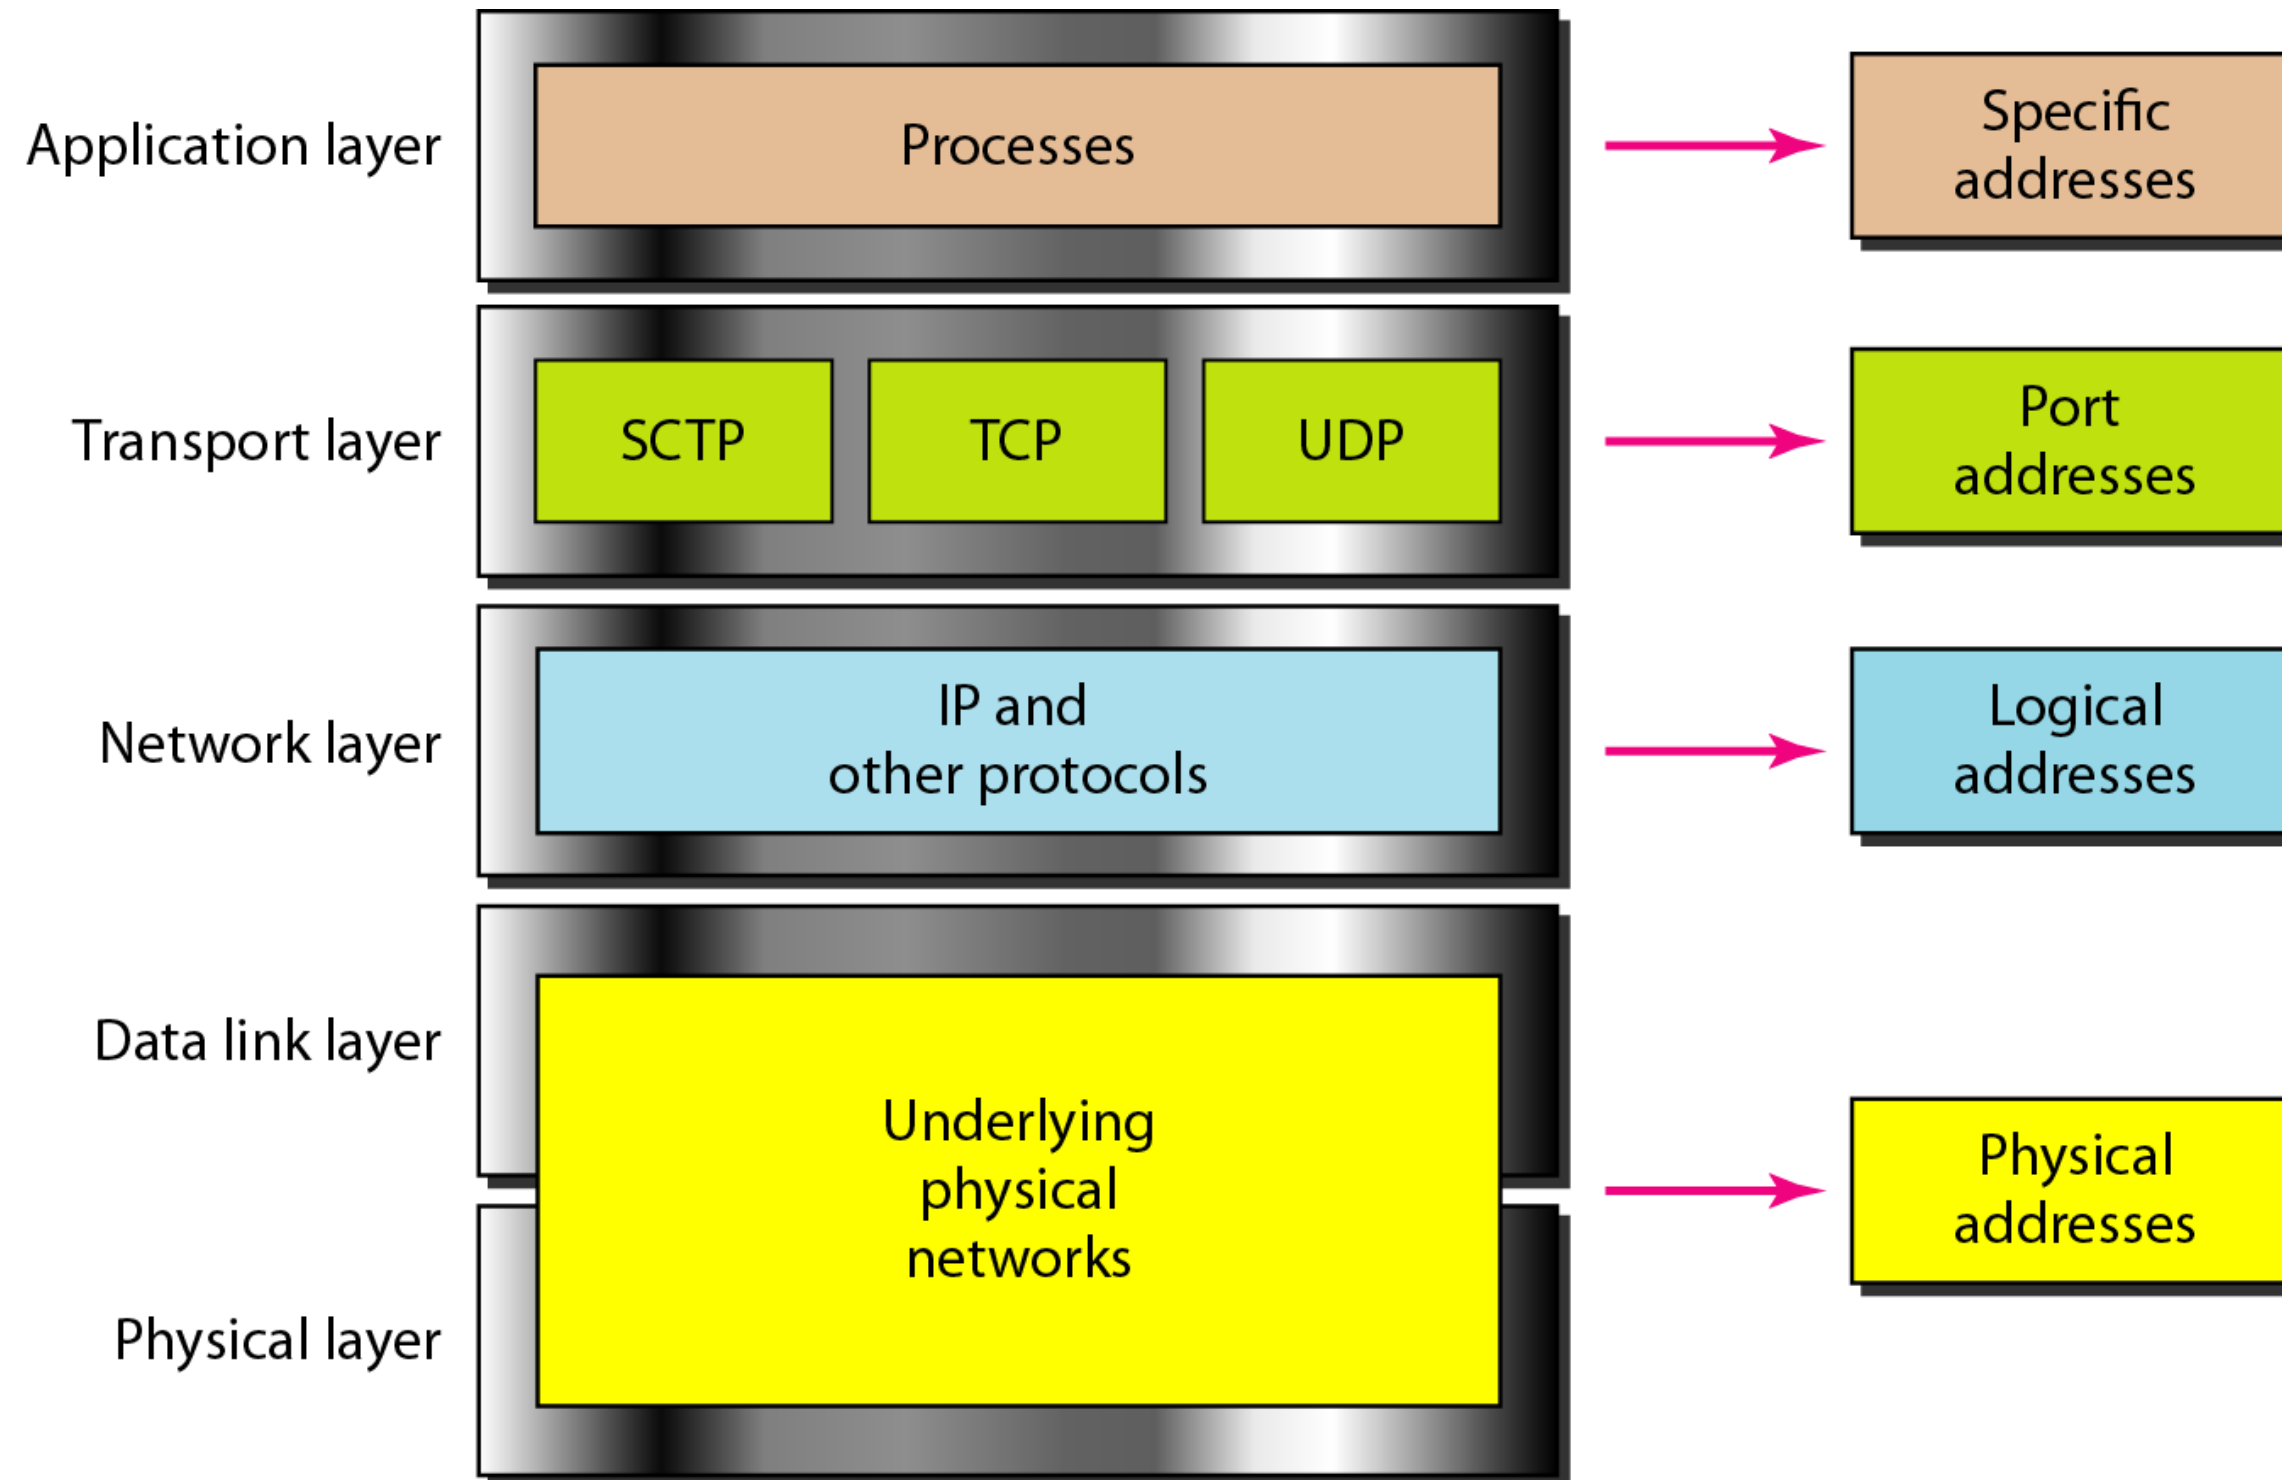 Application layer
Processes
Specific
addresses
Transport layer
SCTP
TCP
UDP
Port
addresses
Network layer
IP and
other protocols
Logical
addresses
Data link layer
Underlying
physical
networks
Physical
addresses
Physical layer